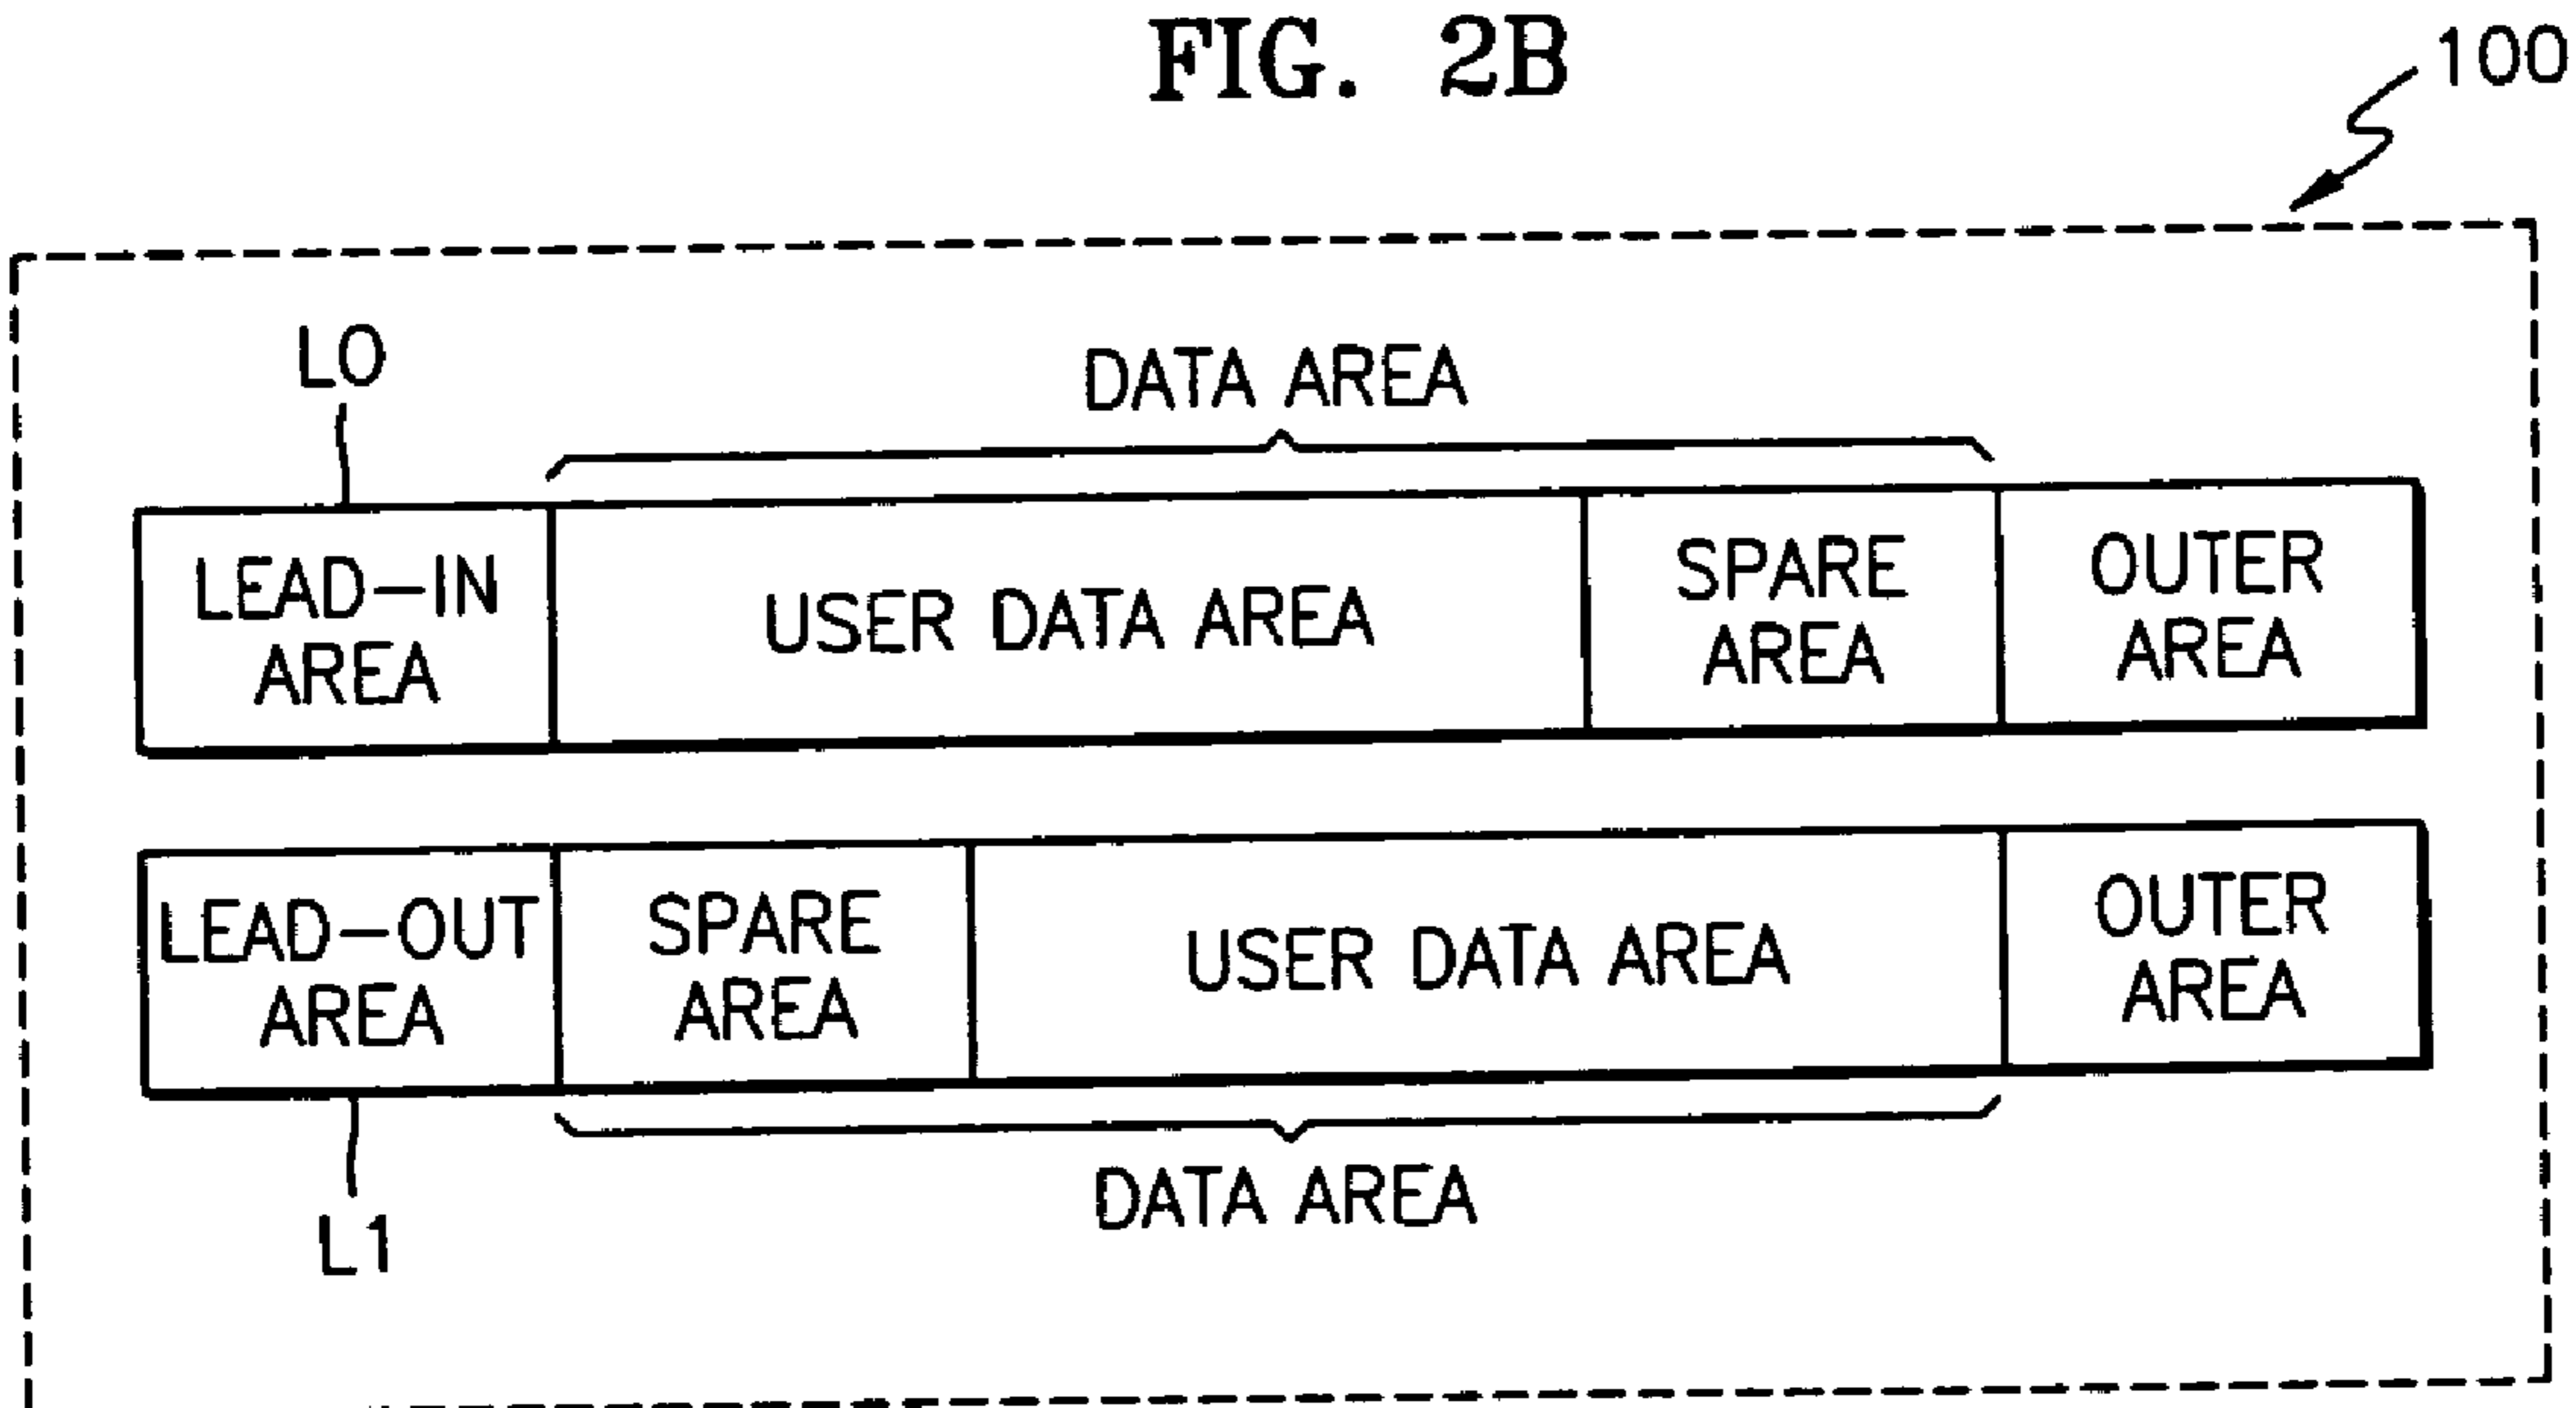 FIG. 2B
100
L0
DATA AREA
LEAD-IN
AREA
USER DATA AREA
SPARE
AREA
OUTER
AREA
LEAD-OUT
AREA
SPARE
AREA
USER DATA AREA
OUTER
AREA
DATA AREA
L1